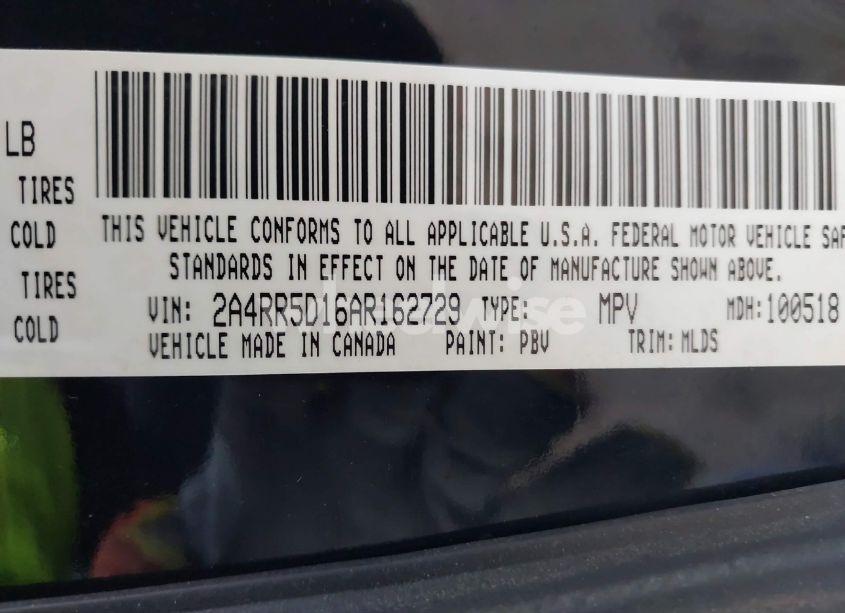 LB
TIRES
COLD THIS VEHICLE CONFORMS TO ALL APPLICABLE U.S.A. FEDERAL MOTOR VEHICLE SAF
STANDARDS IN EFFECT ON THE DATE OF MANUFACTURE SHOWN ABOVE.
TIRES
COLD VIN: 2A4RR5D16AR162729 TYPE: MPV MDH:100518
VEHICLE MADE IN CANADA PAINT: PBV TRIM: MLDS